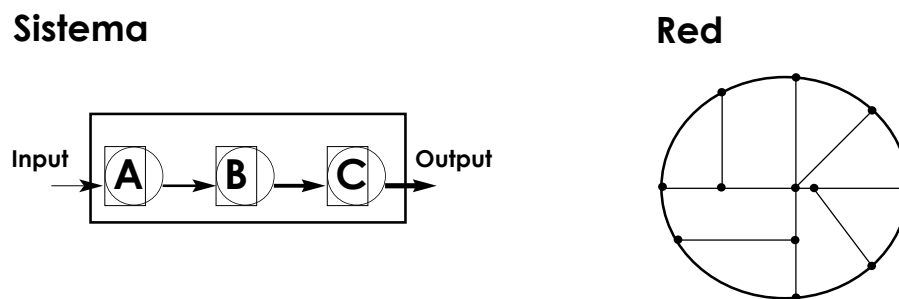 Sistema
Red
Input
A
B
C
Output